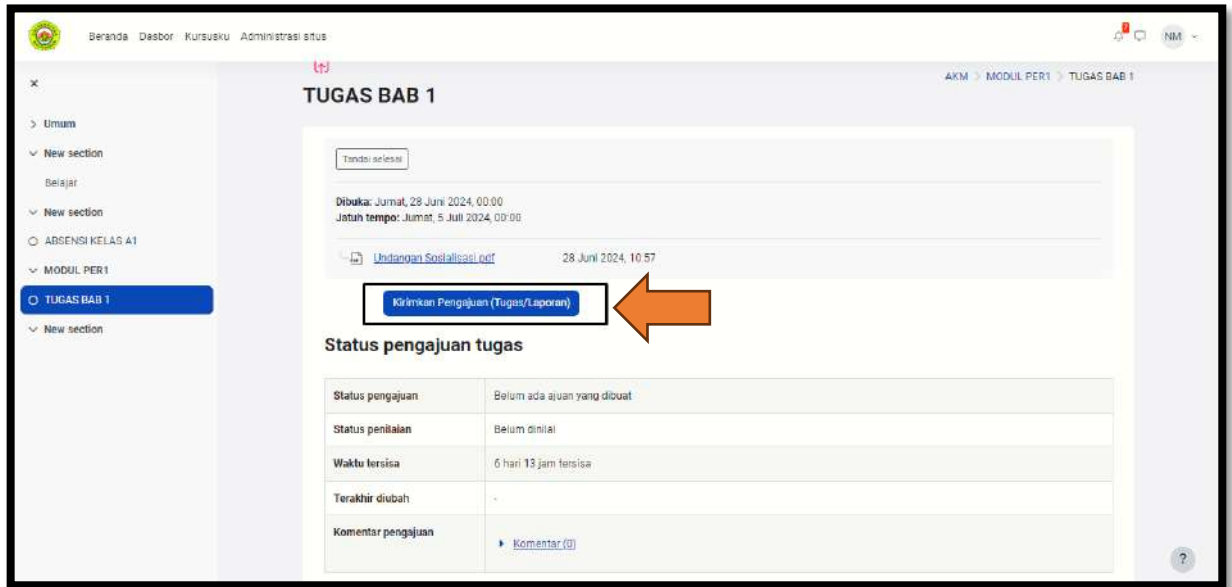 Beranda Dasbor Kursusku Administrasi situs
7
NM
AKM > MODUL PER1 > TUGAS BAB 1
TUGAS BAB 1
Umum
New section
Belajar
New section
ABSENSI KELAS A1
MODUL PER1
TUGAS BAB 1
New section
Tandai selesai
Dibuka: Jumat, 28 Juni 2024, 00:00
Jatuh tempo: Jumat, 5 Juli 2024, 00:00
Undangan Sosialisasi.pdf 28 Juni 2024, 10:57
Kirimkan Pengajuan (Tugas/Laporan)
Status pengajuan tugas
Status pengajuan Belum ada ajuan yang dibuat
Status penilaian Belum dinilai
Waktu tersisa 6 hari 13 jam tersisa
Terakhir diubah -
Komentar pengajuan
Komentar (0)
?